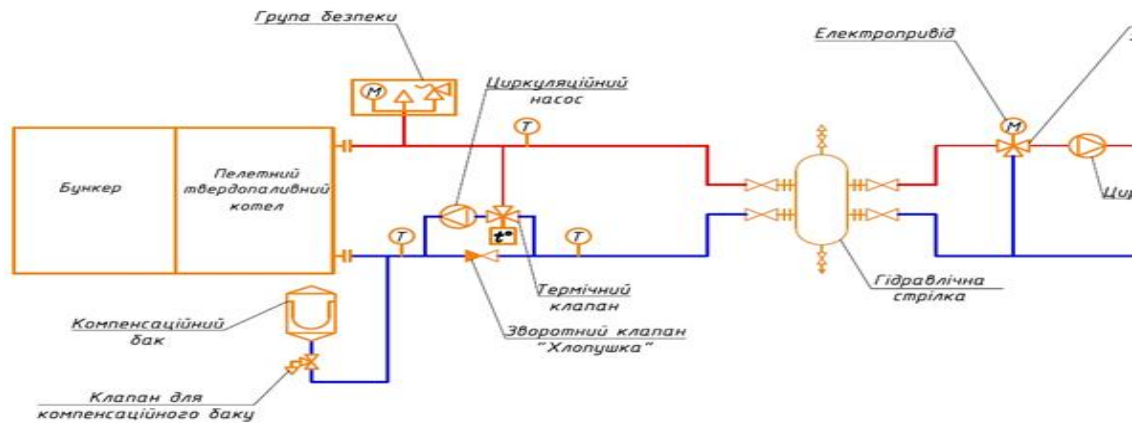 Група безпеки
М
Циркуляційний
насос
Т
Електропривід
М
Бункер
Пелетний
твердопаливний
котел
Т
t°
Т
Термічний
клапан
Зворотний клапан
"Хлопушка"
Гідравлічна
стрілка
Компенсаційний
бак
Клапан для
компенсаційного баку
Цир